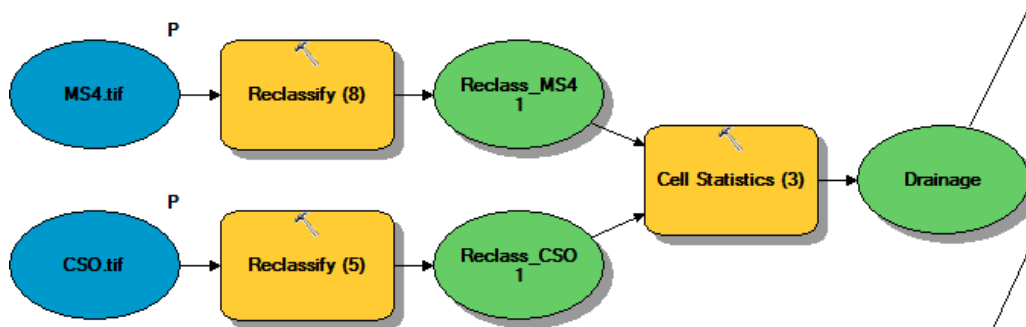 P
MS4.tif
Reclassify (8)
Reclass_MS4
1
Cell Statistics (3)
Drainage
P
CSO.tif
Reclassify (5)
Reclass_CSO
1